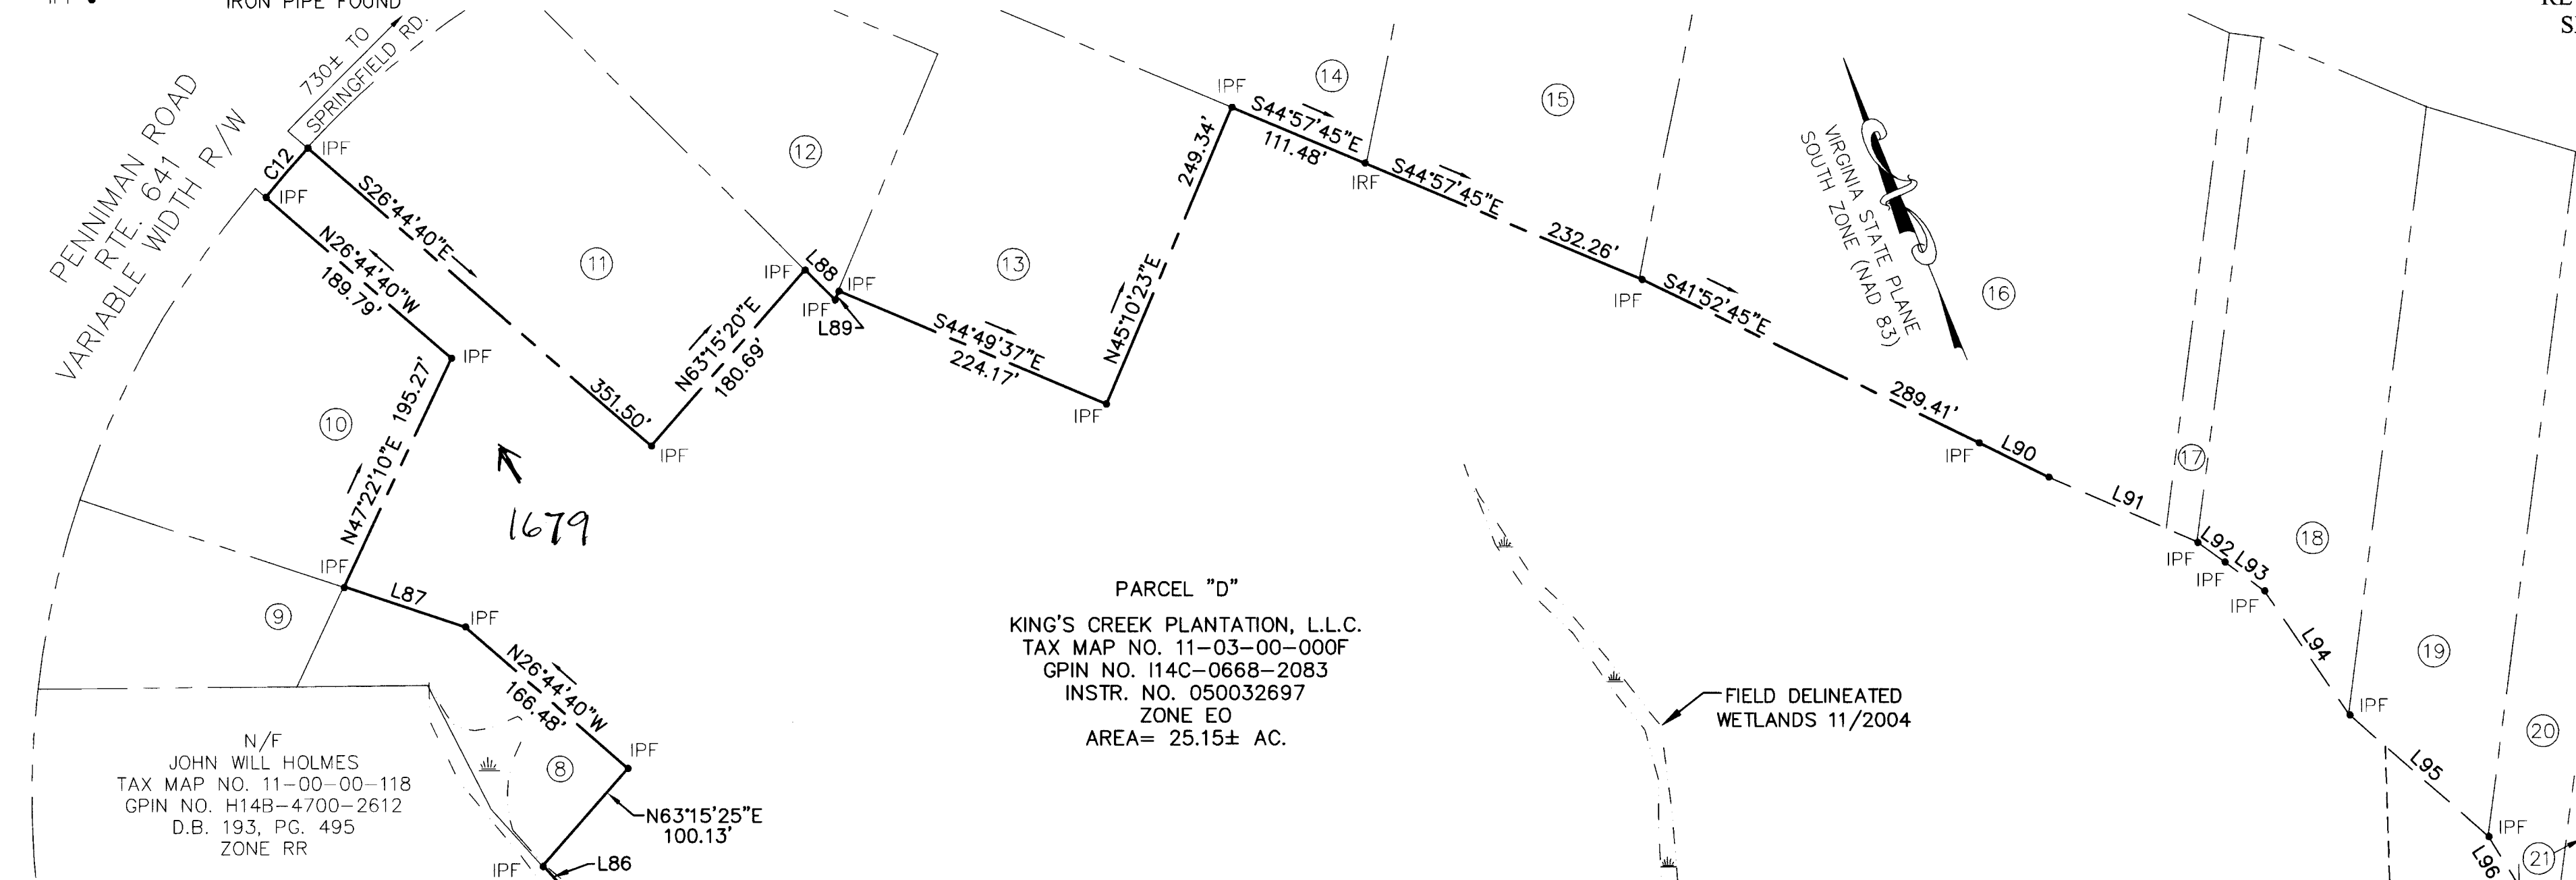 IRON PIPE FOUND
730± TO
SPRINGFIELD RD.
PENNIMAN ROAD
RTE. 641
VARIABLE WIDTH R/W
C12
IPF
IPF
S26°44'40"E
351.50'
N26°44'40"W
189.79'
IPF
N47°22'10"E 195.27'
10
11
12
13
14
15
16
17
18
19
20
21
9
8
1679
IPF
N63°15'20"E
180.69'
IPF
L88
IPF
IPF
L89
S44°49'37"E
224.17'
IPF
N45°10'23"E
249.34'
IPF
S44°57'45"E
111.48'
IRF
S44°57'45"E
232.26'
IPF
S41°52'45"E
289.41'
IPF
L90
L91
IPF
L92
IPF
L93
IPF
L94
IPF
L95
IPF
L96
VIRGINIA STATE PLANE
SOUTH ZONE (NAD 83)
IPF
L87
IPF
N26°44'40"W
166.48'
IPF
N63°15'25"E
100.13'
IPF
L86
N/F
JOHN WILL HOLMES
TAX MAP NO. 11-00-00-118
GPIN NO. H14B-4700-2612
D.B. 193, PG. 495
ZONE RR
PARCEL "D"
KING'S CREEK PLANTATION, L.L.C.
TAX MAP NO. 11-03-00-000F
GPIN NO. I14C-0668-2083
INSTR. NO. 050032697
ZONE EO
AREA= 25.15± AC.
FIELD DELINEATED
WETLANDS 11/2004